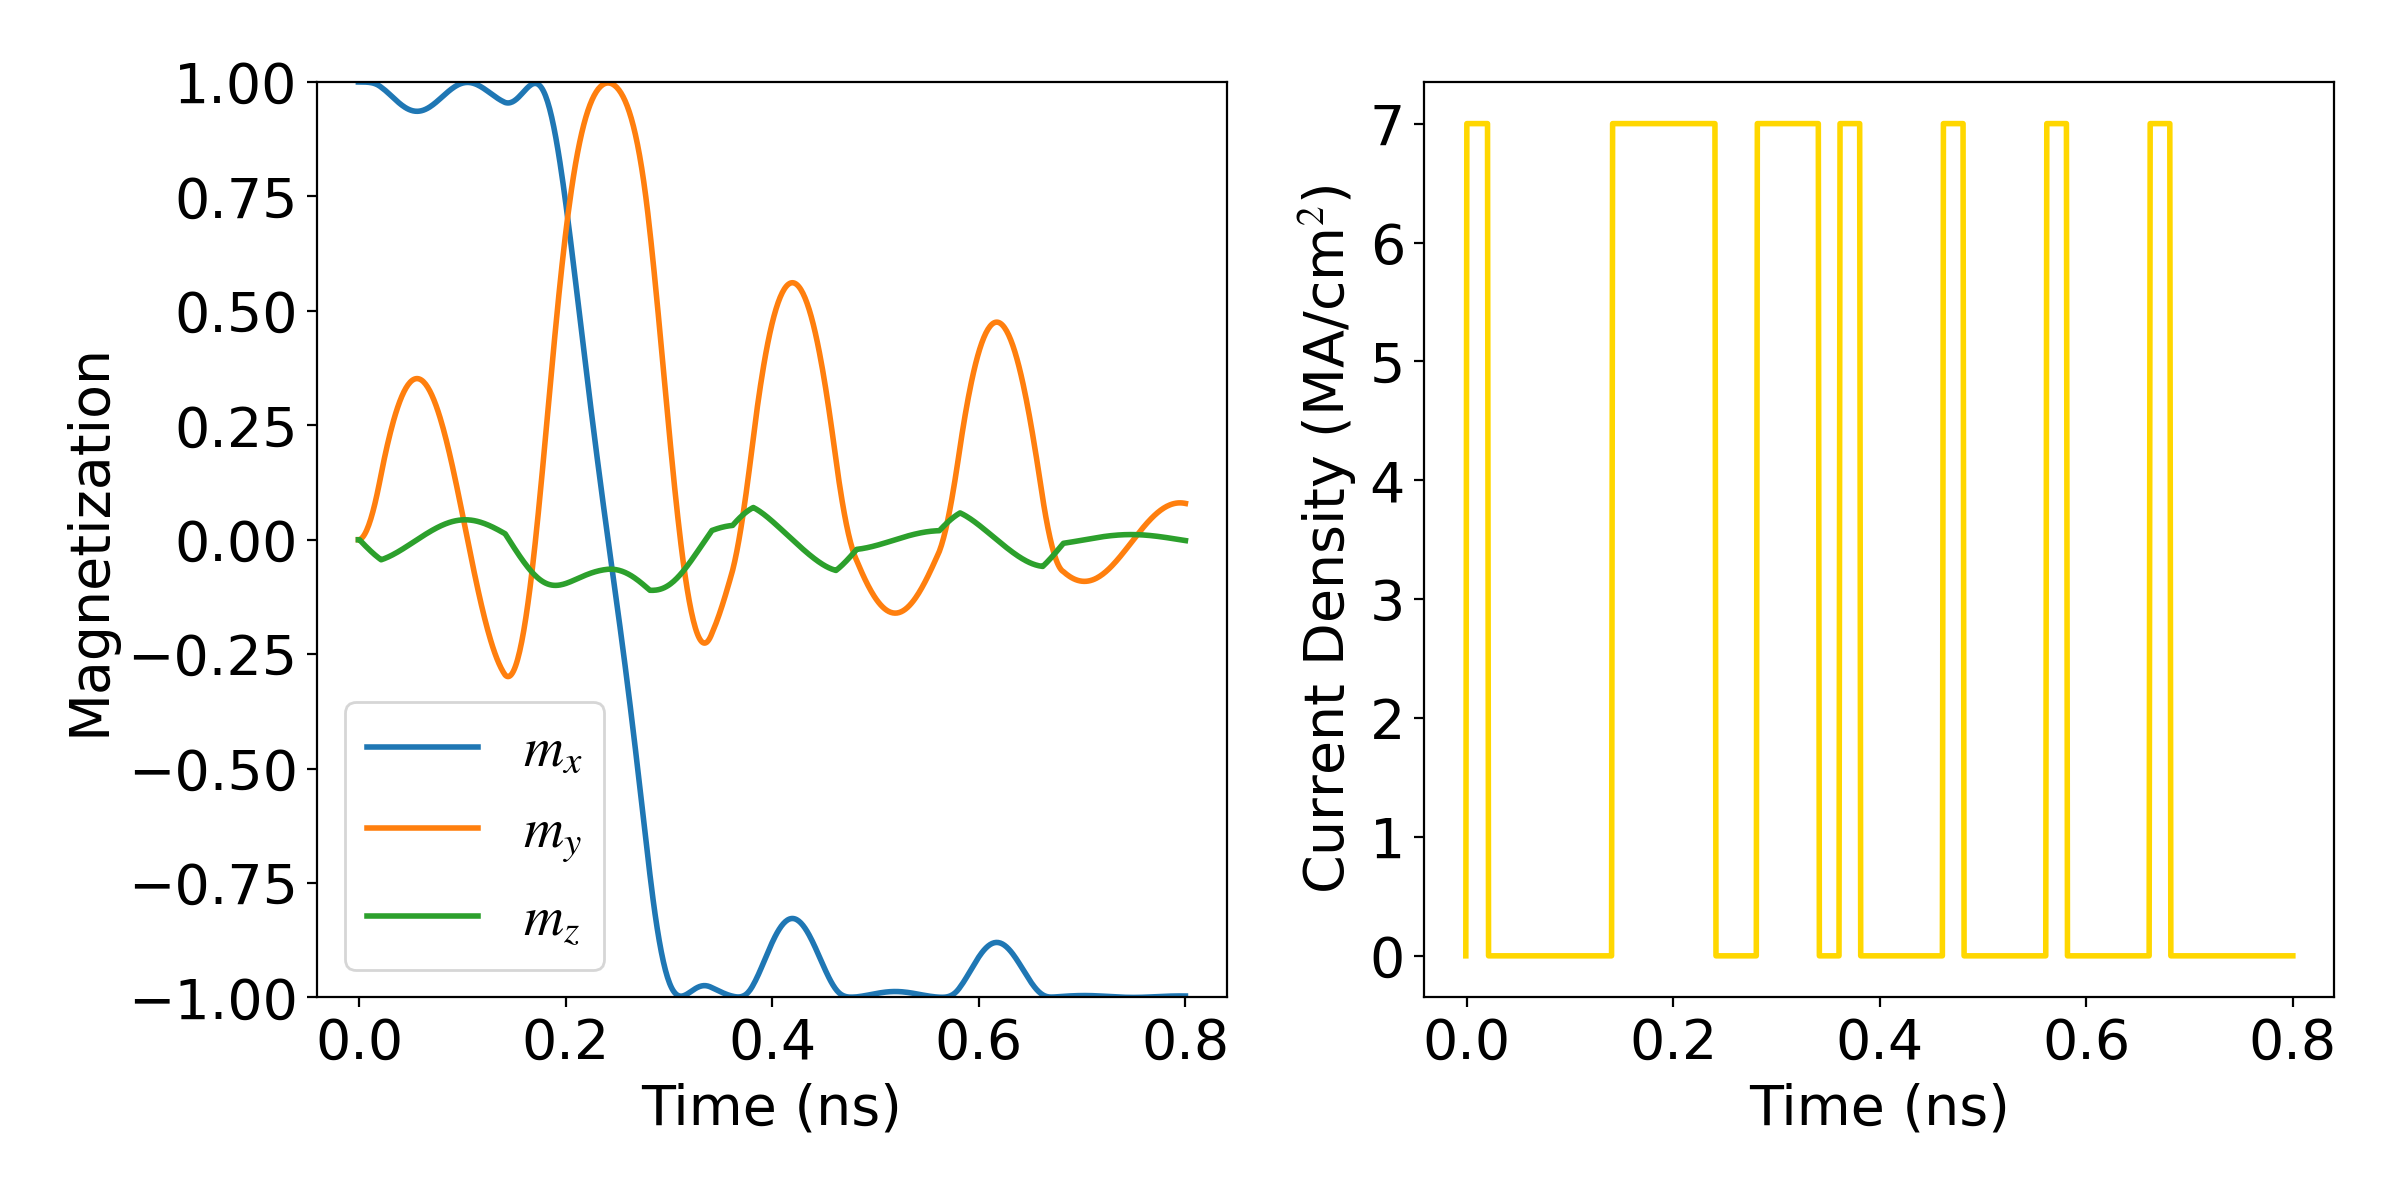 Magnetization
1.00
0.75
0.50
0.25
0.00
−0.25
−0.50
−0.75
−1.00
m_x
m_y
m_z
0.0 0.2 0.4 0.6 0.8
Time (ns)
Current Density (MA/cm²)
7
6
5
4
3
2
1
0
0.0 0.2 0.4 0.6 0.8
Time (ns)